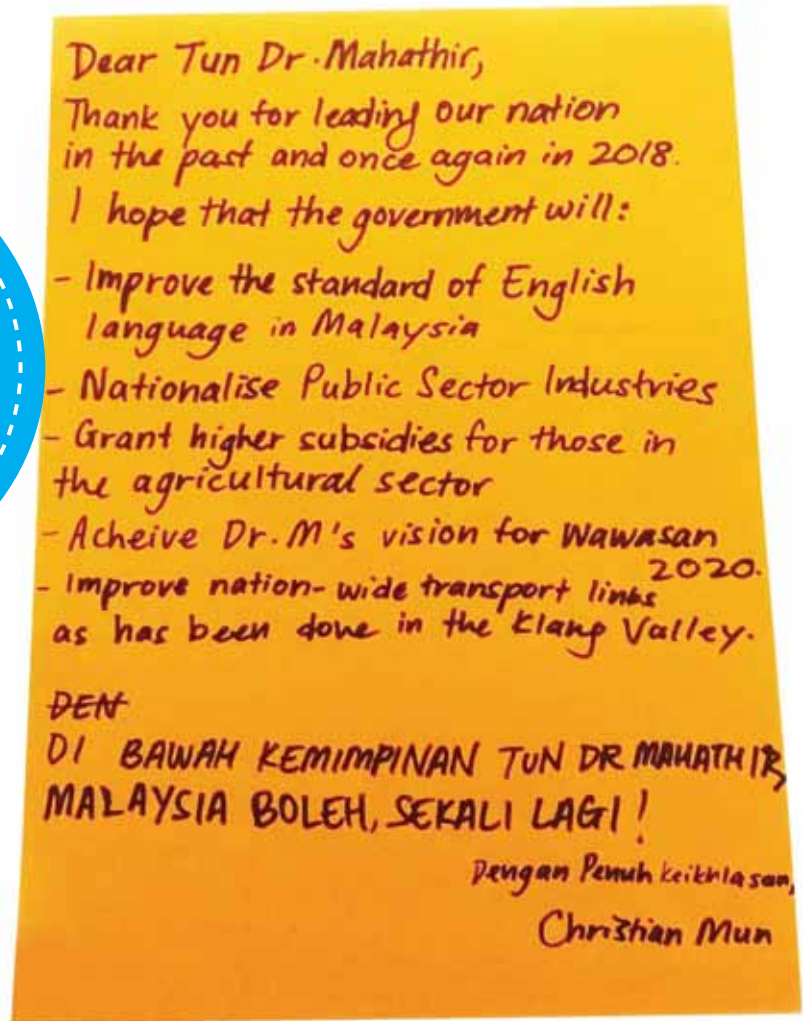 Dear Tun Dr. Mahathir,
Thank you for leading our nation
in the past and once again in 2018.
I hope that the government will:
- Improve the standard of English
language in Malaysia
- Nationalise Public Sector Industries
- Grant higher subsidies for those in
the agricultural sector
- Acheive Dr. M's vision for Wawasan
2020.
- Improve nation-wide transport links
as has been done in the Klang Valley.
DEN
DI BAWAH KEMIMPINAN TUN DR MAHATHIR,
MALAYSIA BOLEH, SEKALI LAGI!
Dengan Penuh keikhlasan,
Christian Mun